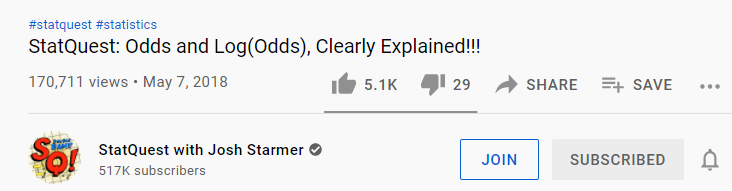 #statquest #statistics
StatQuest: Odds and Log(Odds), Clearly Explained!!!
170,711 views • May 7, 2018 5.1K 29 SHARE SAVE
SQ!
StatQuest with Josh Starmer
517K subscribers
JOIN SUBSCRIBED